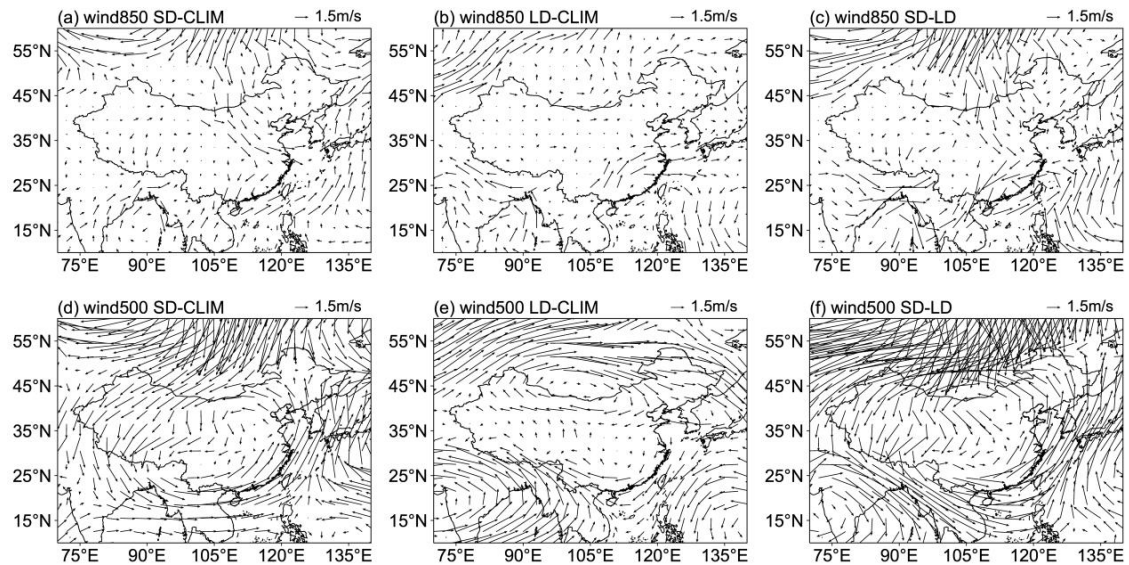 (a) wind850 SD-CLIM → 1.5m/s
55°N
45°N
35°N
25°N
15°N
75°E 90°E 105°E 120°E 135°E
(b) wind850 LD-CLIM → 1.5m/s
55°N
45°N
35°N
25°N
15°N
75°E 90°E 105°E 120°E 135°E
(c) wind850 SD-LD → 1.5m/s
55°N
45°N
35°N
25°N
15°N
75°E 90°E 105°E 120°E 135°E
(d) wind500 SD-CLIM → 1.5m/s
55°N
45°N
35°N
25°N
15°N
75°E 90°E 105°E 120°E 135°E
(e) wind500 LD-CLIM → 1.5m/s
55°N
45°N
35°N
25°N
15°N
75°E 90°E 105°E 120°E 135°E
(f) wind500 SD-LD → 1.5m/s
55°N
45°N
35°N
25°N
15°N
75°E 90°E 105°E 120°E 135°E